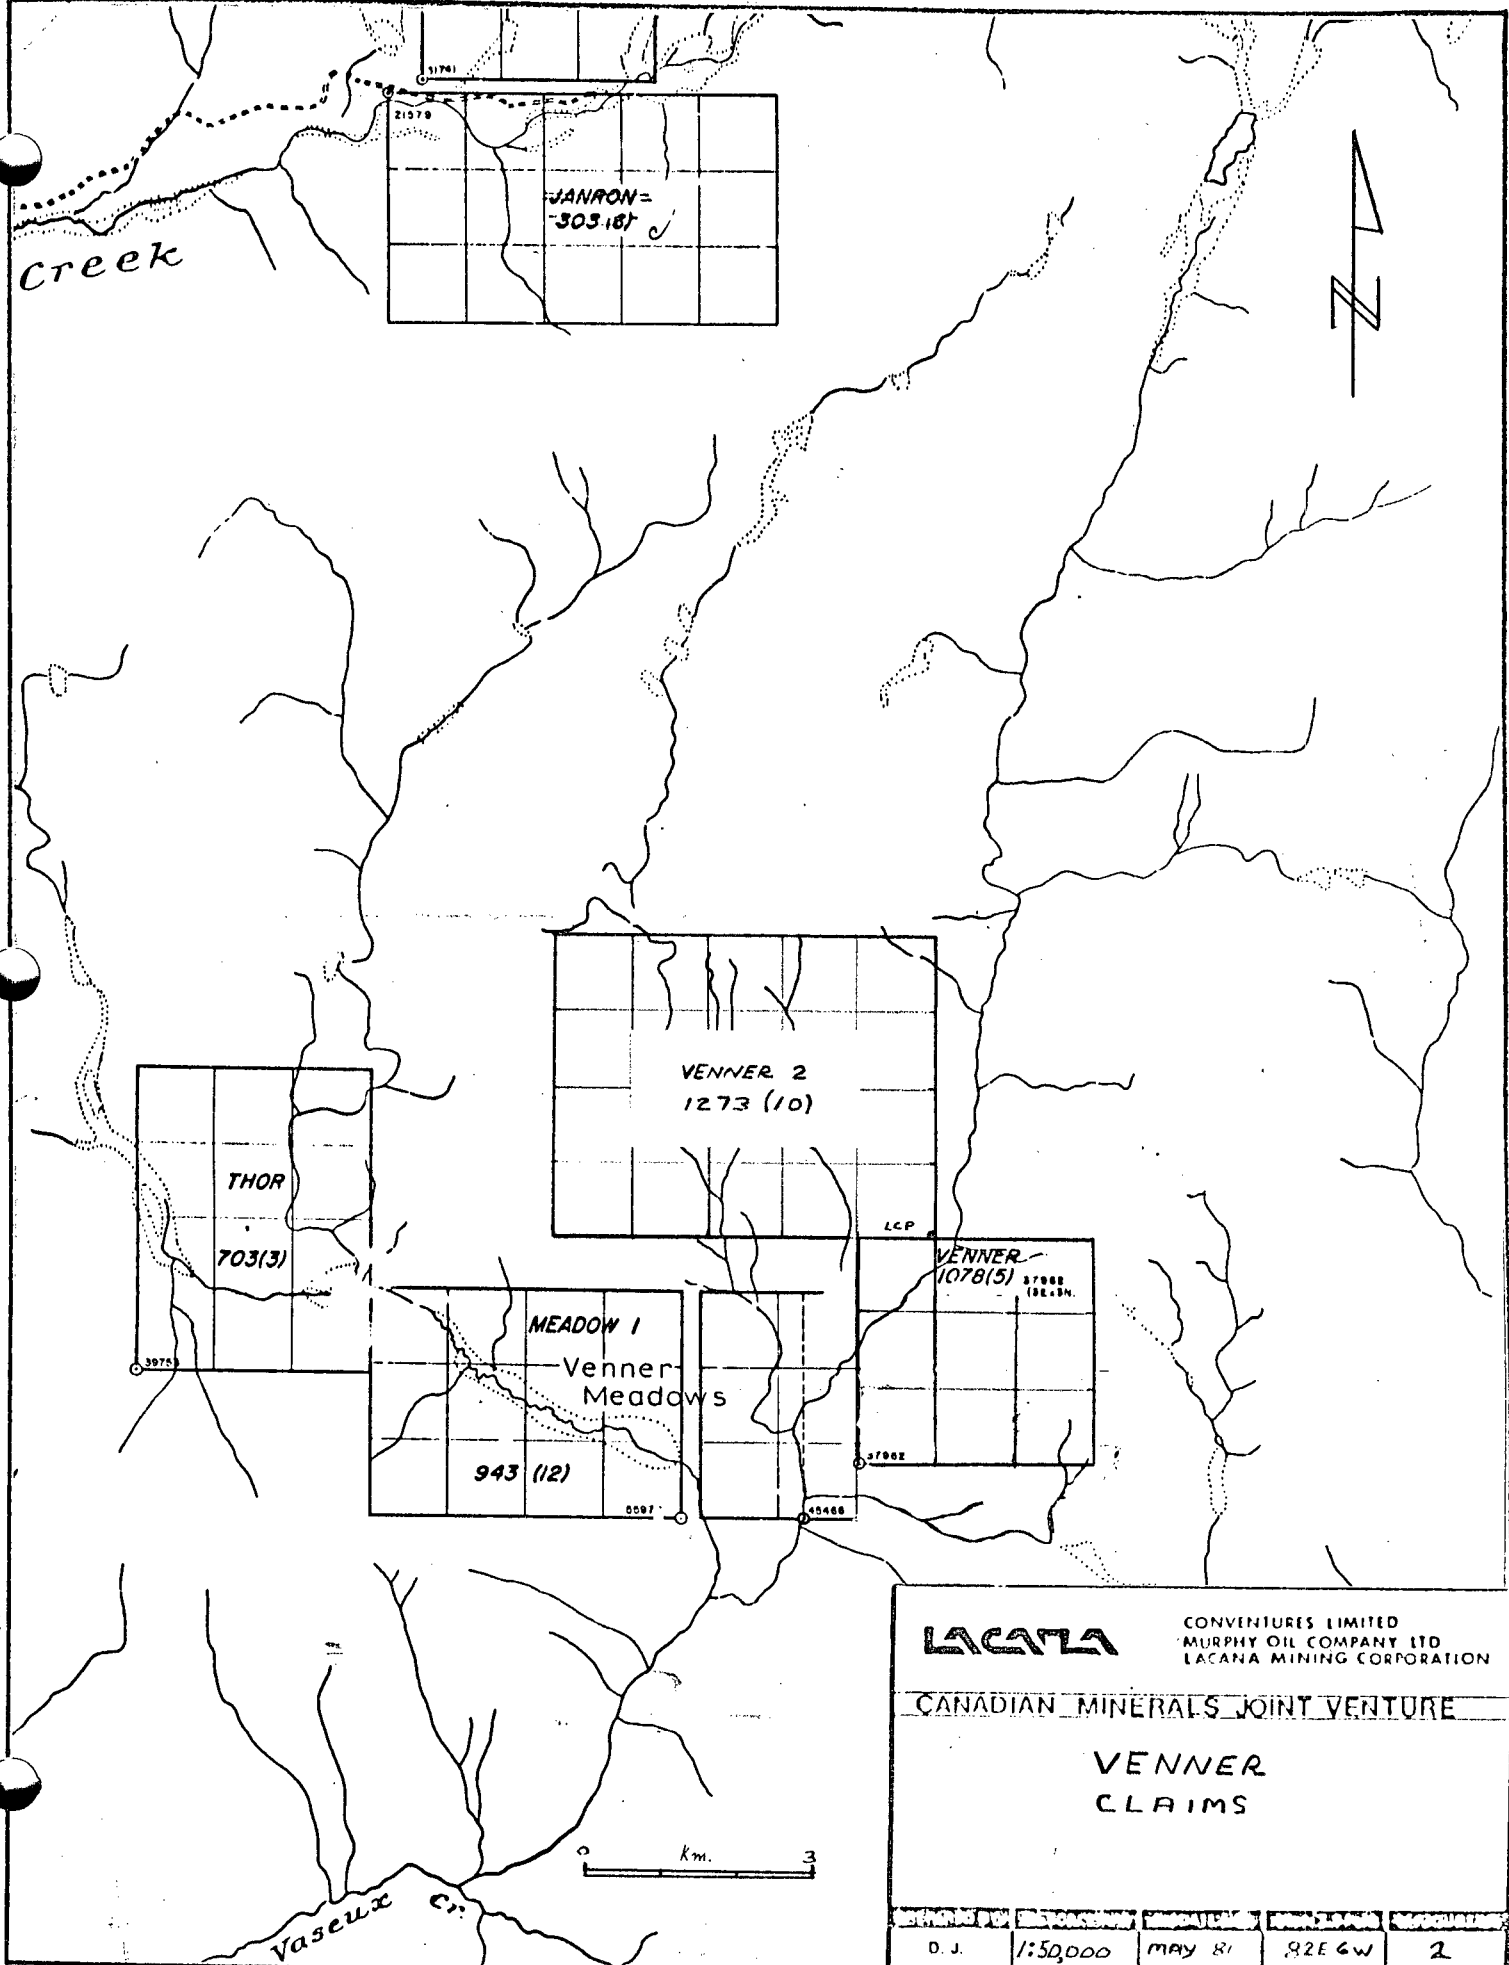 31761
21579
JANRON
Creek
VENNER 2
1273 (10)
THOR
703(3)
LCP
VENNER
1078(5)
MEADOW 1
Venner
Meadows
943 (12)
37962
45466
LACANA
CONVENTURES LIMITED
MURPHY OIL COMPANY LTD
LACANA MINING CORPORATION
CANADIAN MINERALS JOINT VENTURE
VENNER
CLAIMS
0 Km. 3
Vaseux Cr.
D. J. 1:50,000 MAY 81 82E 6W 2